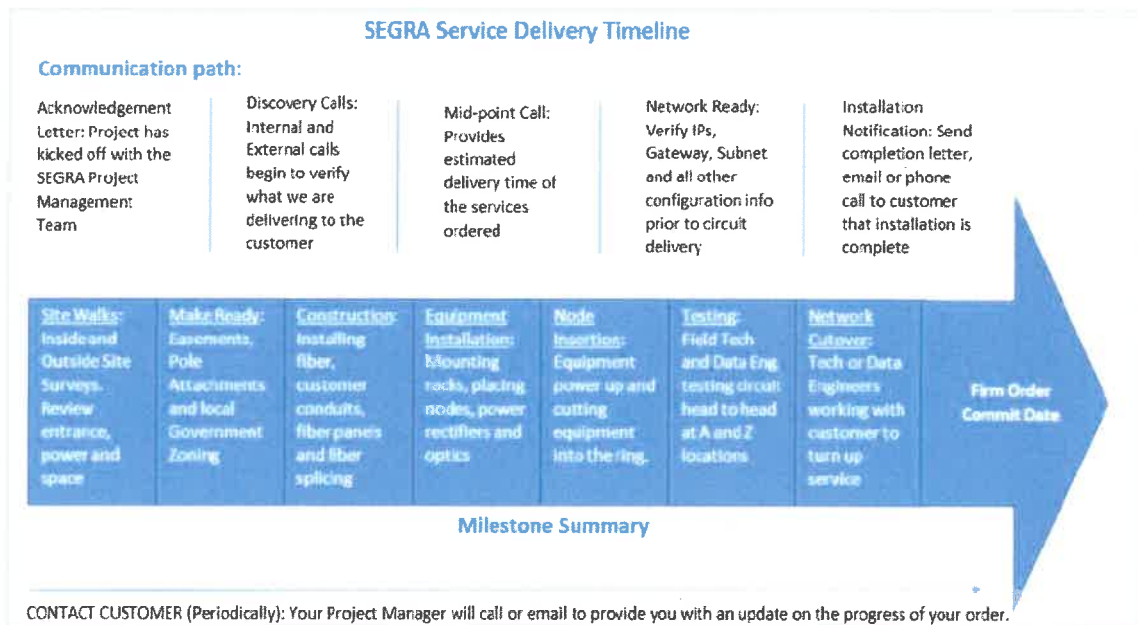 SEGRA Service Delivery Timeline
Communication path:
Acknowledgement
Letter: Project has
kicked off with the
SEGRA Project
Management
Team
Discovery Calls:
Internal and
External calls
begin to verify
what we are
delivering to the
customer
Mid-point Call:
Provides
estimated
delivery time of
the services
ordered
Network Ready:
Verify IPs,
Gateway, Subnet
and all other
configuration info
prior to circuit
delivery
Installation
Notification: Send
completion letter,
email or phone
call to customer
that installation is
complete
Site Walks:
Inside and
Outside Site
Surveys.
Review
entrance,
power and
space
Make Ready:
Easements,
Pole
Attachments
and local
Government
Zoning
Construction:
Installing
fiber,
customer
conduits,
fiber panels
and fiber
splicing
Equipment
Installation:
Mounting
racks, placing
nodes, power
rectifiers and
optics
Node
Insertion:
Equipment
power up and
cutting
equipment
into the ring.
Testing:
Field Tech
and Data Eng
testing circuit
head to head
at A and Z
locations
Network
Cutover:
Tech or Data
Engineers
working with
customer to
turn up
service
Firm Order
Commit Date
Milestone Summary
CONTACT CUSTOMER (Periodically): Your Project Manager will call or email to provide you with an update on the progress of your order.